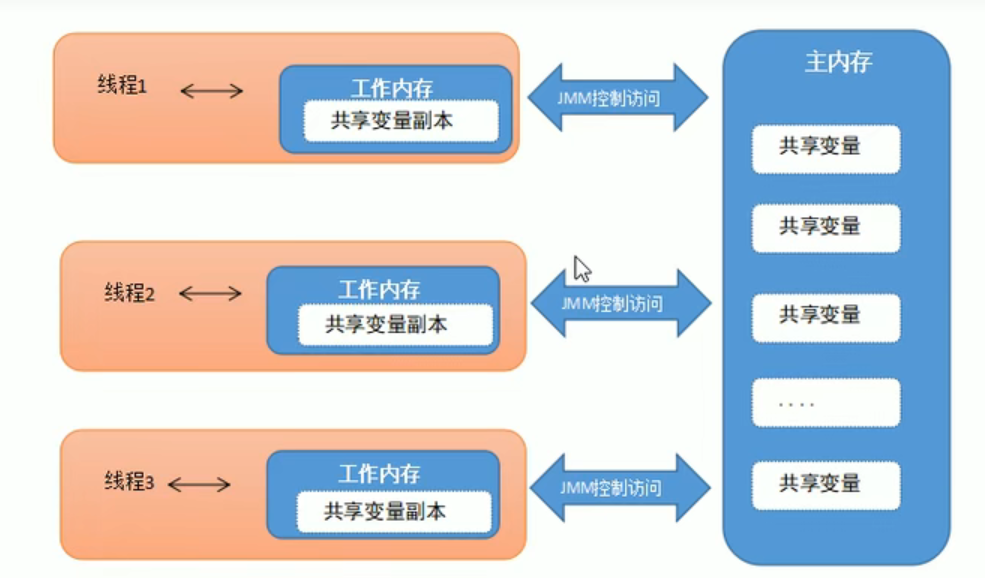 主内存
线程1
工作内存
共享变量副本
JMM控制访问
共享变量
共享变量
线程2
工作内存
共享变量副本
JMM控制访问
共享变量
....
线程3
工作内存
共享变量副本
JMM控制访问
共享变量